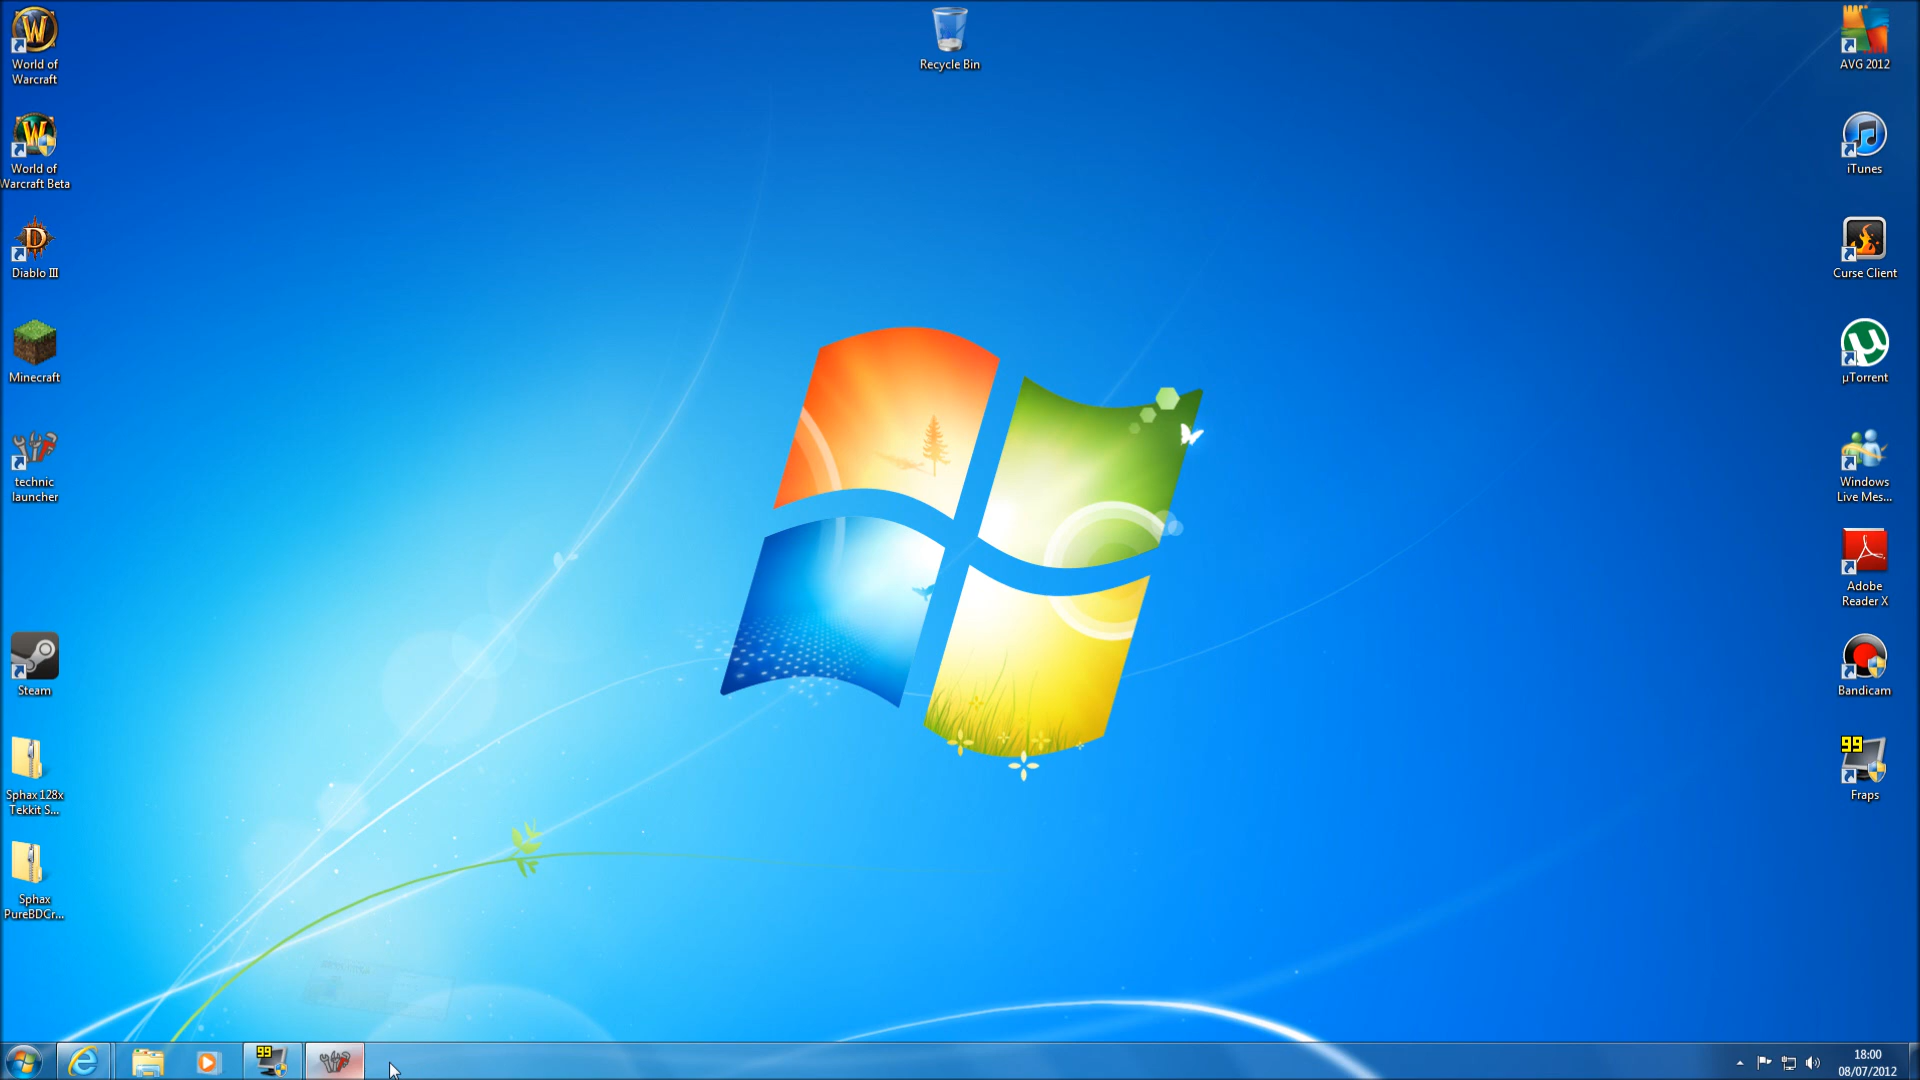 World of
Warcraft
World of
Warcraft Beta
Diablo III
Minecraft
technic
launcher
Steam
Sphax 128x
Tekkit S...
Sphax
PureBDCr...
Recycle Bin
AVG 2012
iTunes
Curse Client
µTorrent
Windows
Live Mes...
Adobe
Reader X
Bandicam
99
Fraps
99
18:00
08/07/2012